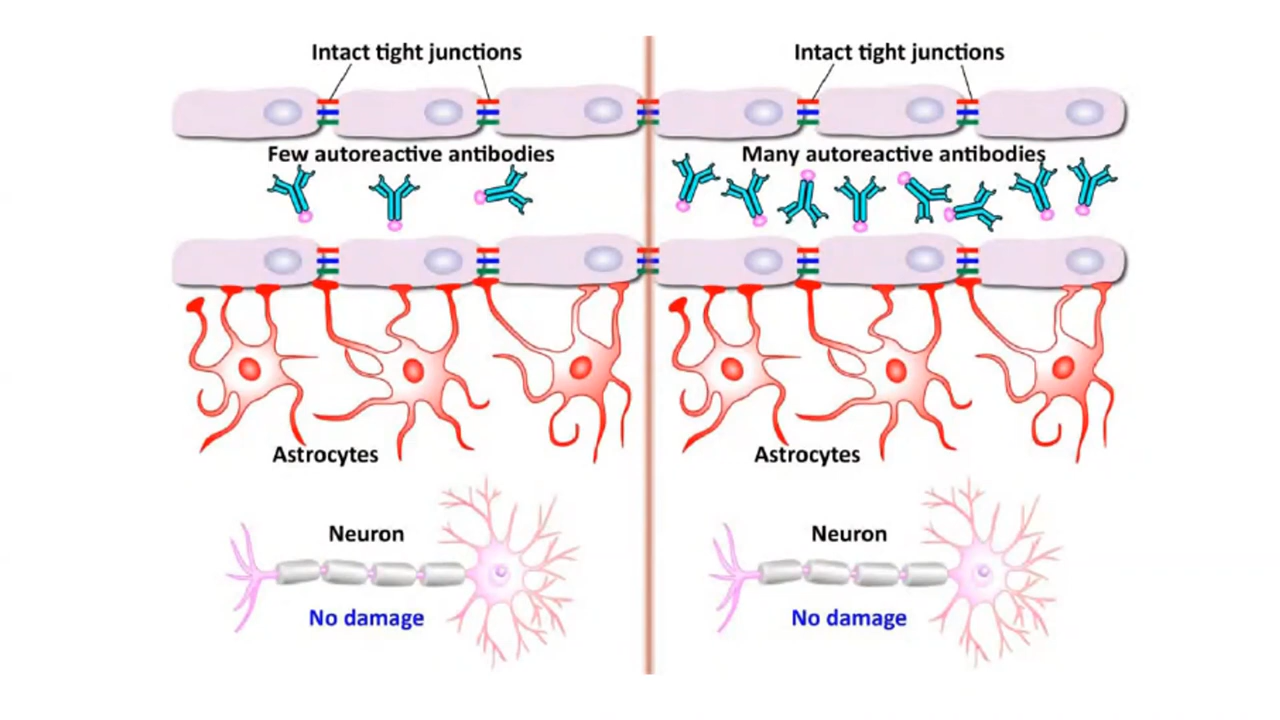 Intact tight junctions
Few autoreactive antibodies
Astrocytes
Neuron
No damage
Intact tight junctions
Many autoreactive antibodies
Astrocytes
Neuron
No damage